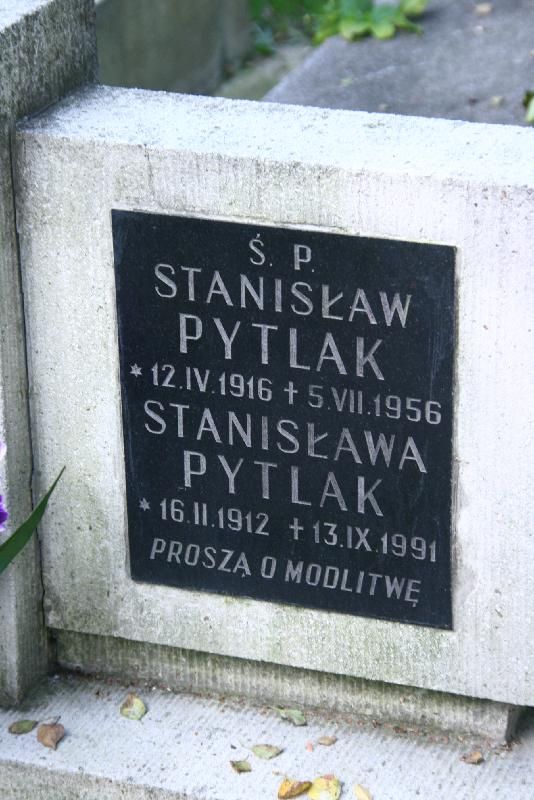 Ś. P.
STANISŁAW
PYTLAK
* 12.IV.1916 + 5.VII.1956
STANISŁAWA
PYTLAK
* 16.II.1912 + 13.IX.1991
PROSZĄ O MODLITWĘ